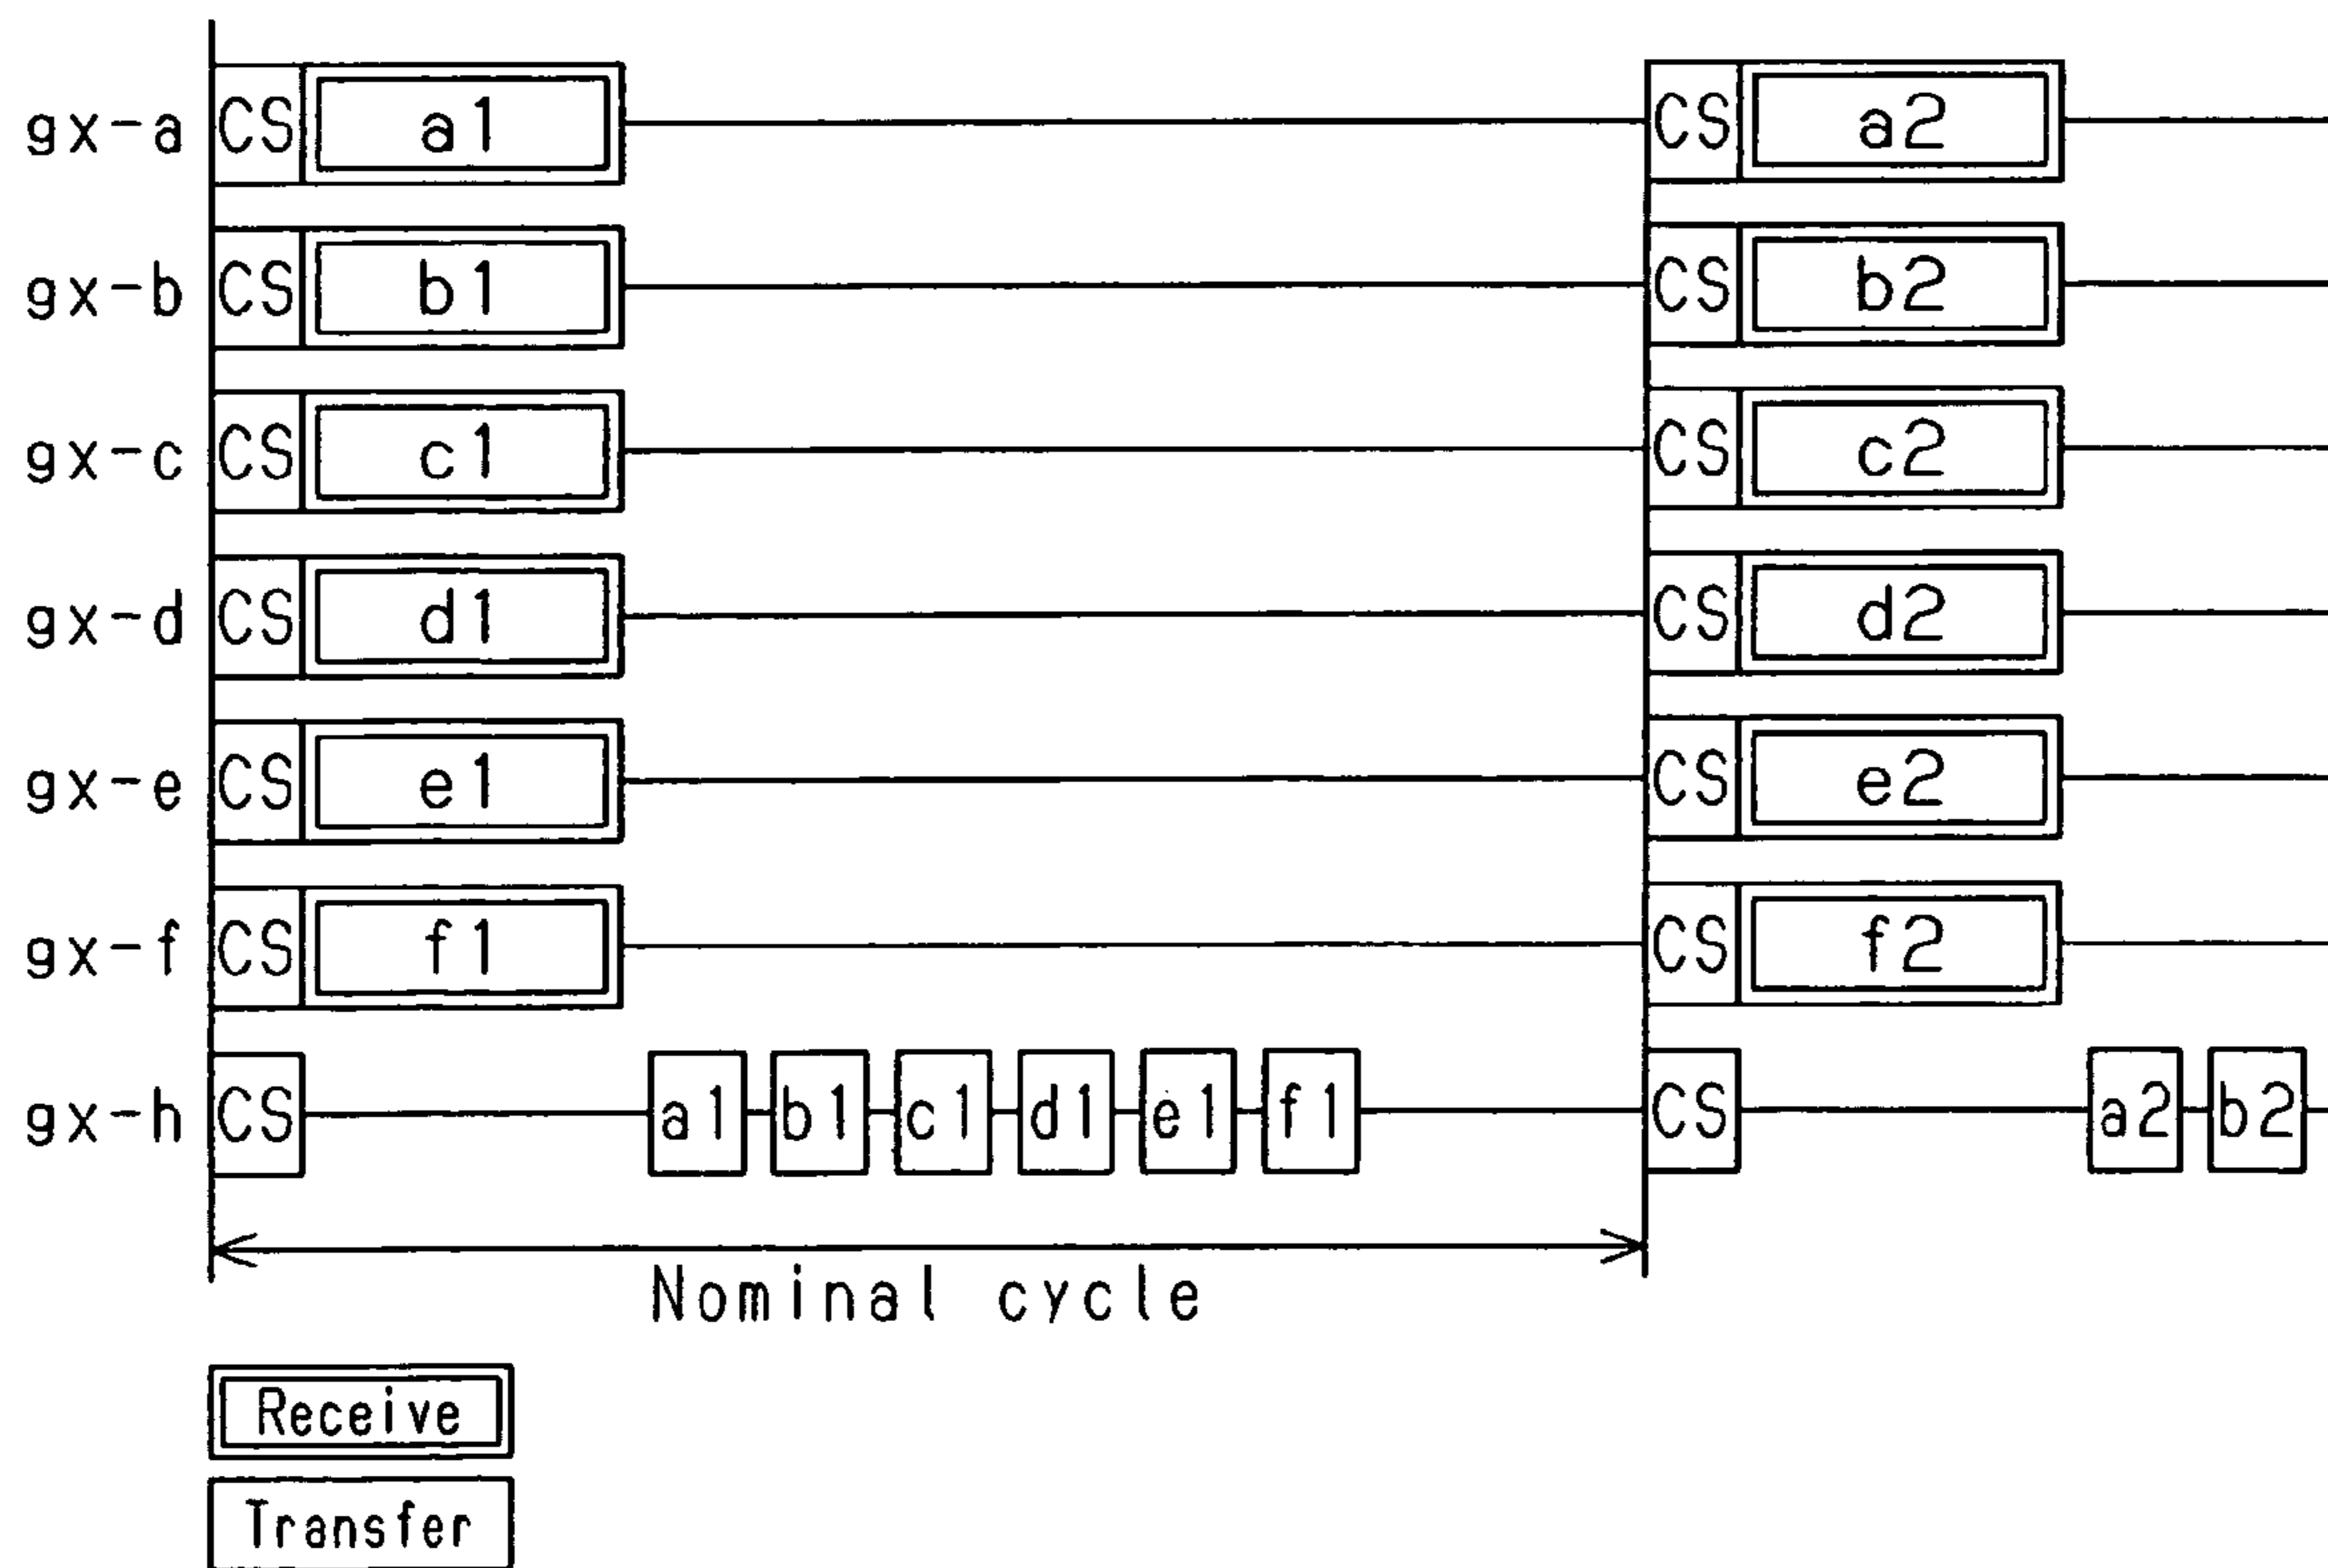 gx-a CS a1 CS a2
gx-b CS b1 CS b2
gx-c CS c1 CS c2
gx-d CS d1 CS d2
gx-e CS e1 CS e2
gx-f CS f1 CS f2
gx-h CS a1 b1 c1 d1 e1 f1 CS a2 b2
Nominal cycle
Receive
Transfer